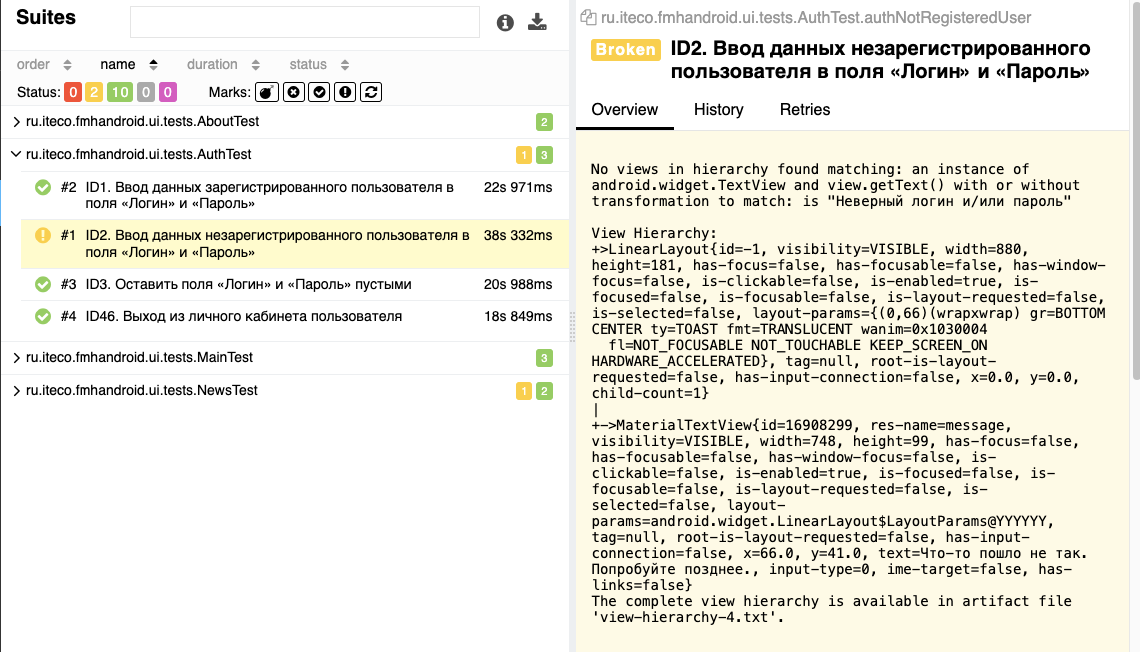 Suites
order name duration status
Status: 0 2 10 0 0 Marks:
ru.iteco.fmhandroid.ui.tests.AboutTest 2
ru.iteco.fmhandroid.ui.tests.AuthTest 1 3
#2 ID1. Ввод данных зарегистрированного пользователя в 22s 971ms
поля «Логин» и «Пароль»
#1 ID2. Ввод данных незарегистрированного пользователя в 38s 332ms
поля «Логин» и «Пароль»
#3 ID3. Оставить поля «Логин» и «Пароль» пустыми 20s 988ms
#4 ID46. Выход из личного кабинета пользователя 18s 849ms
ru.iteco.fmhandroid.ui.tests.MainTest 3
ru.iteco.fmhandroid.ui.tests.NewsTest 1 2
ru.iteco.fmhandroid.ui.tests.AuthTest.authNotRegisteredUser
Broken ID2. Ввод данных незарегистрированного
пользователя в поля «Логин» и «Пароль»
Overview History Retries
No views in hierarchy found matching: an instance of
android.widget.TextView and view.getText() with or without
transformation to match: is "Неверный логин и/или пароль"
View Hierarchy:
+>LinearLayout{id=-1, visibility=VISIBLE, width=880,
height=181, has-focus=false, has-focusable=false, has-window-
focus=false, is-clickable=false, is-enabled=true, is-
focused=false, is-focusable=false, is-layout-requested=false,
is-selected=false, layout-params={(0,66)(wrapxwrap) gr=BOTTOM
CENTER ty=TOAST fmt=TRANSLUCENT wanim=0x1030004
fl=NOT_FOCUSABLE NOT_TOUCHABLE KEEP_SCREEN_ON
HARDWARE_ACCELERATED}, tag=null, root-is-layout-
requested=false, has-input-connection=false, x=0.0, y=0.0,
child-count=1}
|
+->MaterialTextView{id=16908299, res-name=message,
visibility=VISIBLE, width=748, height=99, has-focus=false,
has-focusable=false, has-window-focus=false, is-
clickable=false, is-enabled=true, is-focused=false, is-
focusable=false, is-layout-requested=false, is-
selected=false, layout-
params=android.widget.LinearLayout$LayoutParams@YYYYYY,
tag=null, root-is-layout-requested=false, has-input-
connection=false, x=66.0, y=41.0, text=Что-то пошло не так.
Попробуйте позднее., input-type=0, ime-target=false, has-
links=false}
The complete view hierarchy is available in artifact file
'view-hierarchy-4.txt'.